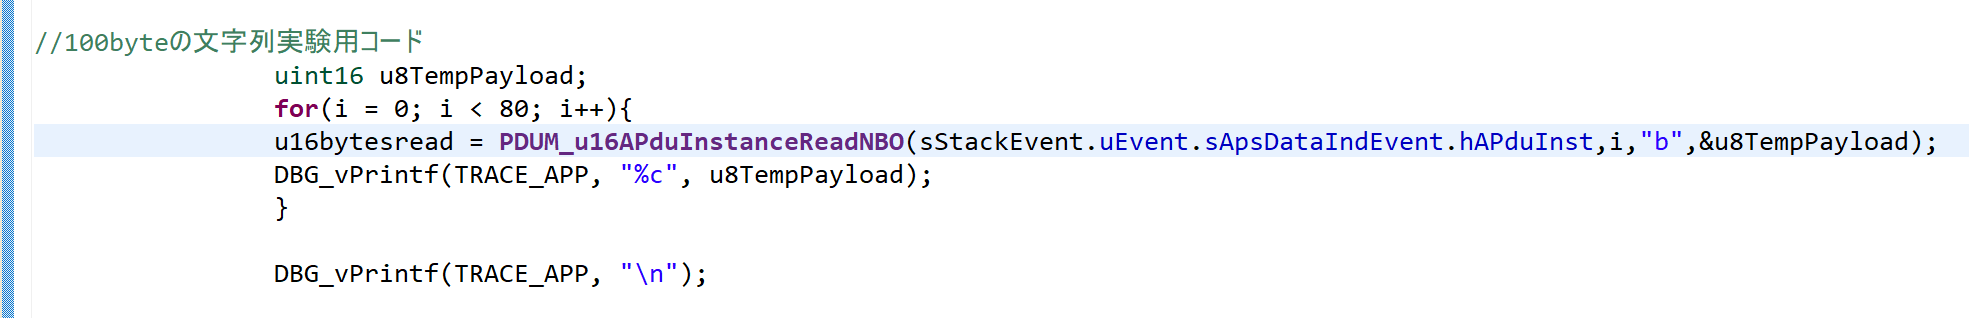 //100byteの文字列実験用コード
uint16 u8TempPayload;
for(i = 0; i < 80; i++){
u16bytesread = PDUM_u16APduInstanceReadNBO(sStackEvent.uEvent.sApsDataIndEvent.hAPduInst,i,"b",&u8TempPayload);
DBG_vPrintf(TRACE_APP, "%c", u8TempPayload);
}
DBG_vPrintf(TRACE_APP, "\n");